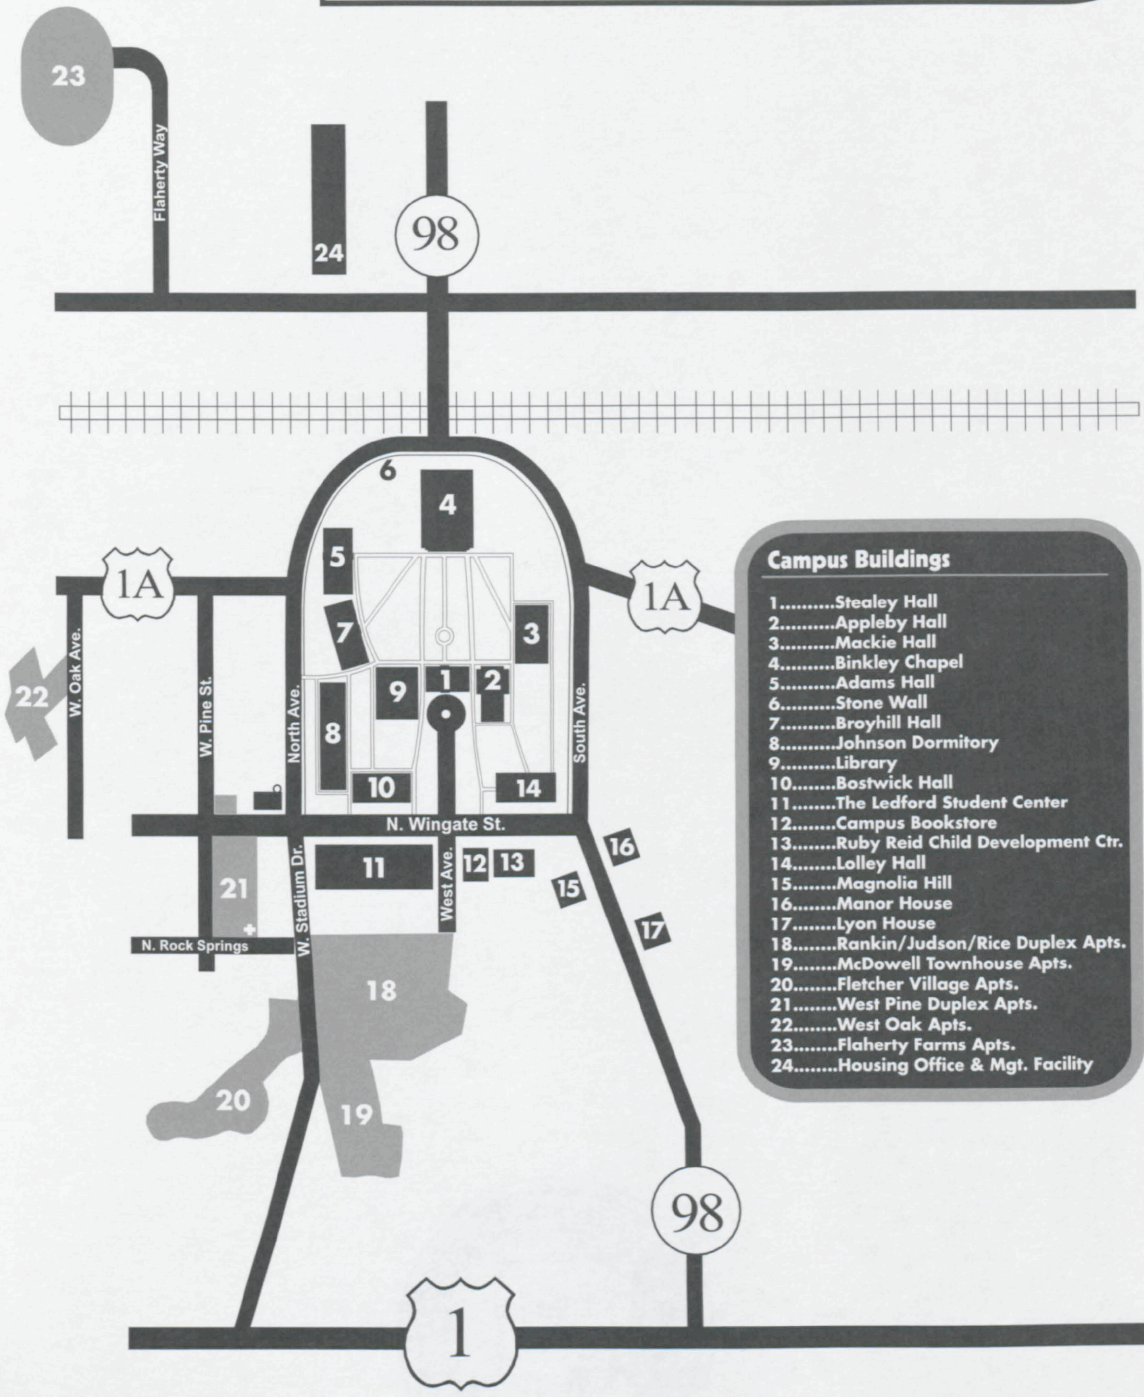 23
Flaherty Way
24
98
6
4
5
1A
1A
7
3
W. Oak Ave.
22
W. Pine St.
North Ave.
8
9
1
2
South Ave.
10
14
N. Wingate St.
11
12
13
16
15
17
21
W. Stadium Dr.
West Ave.
N. Rock Springs
18
20
19
98
1
Campus Buildings
1..........Stealey Hall
2..........Appleby Hall
3..........Mackie Hall
4..........Binkley Chapel
5..........Adams Hall
6..........Stone Wall
7..........Broyhill Hall
8..........Johnson Dormitory
9..........Library
10........Bostwick Hall
11........The Ledford Student Center
12........Campus Bookstore
13........Ruby Reid Child Development Ctr.
14........Lolley Hall
15........Magnolia Hill
16........Manor House
17........Lyon House
18........Rankin/Judson/Rice Duplex Apts.
19........McDowell Townhouse Apts.
20........Fletcher Village Apts.
21........West Pine Duplex Apts.
22........West Oak Apts.
23........Flaherty Farms Apts.
24........Housing Office & Mgt. Facility